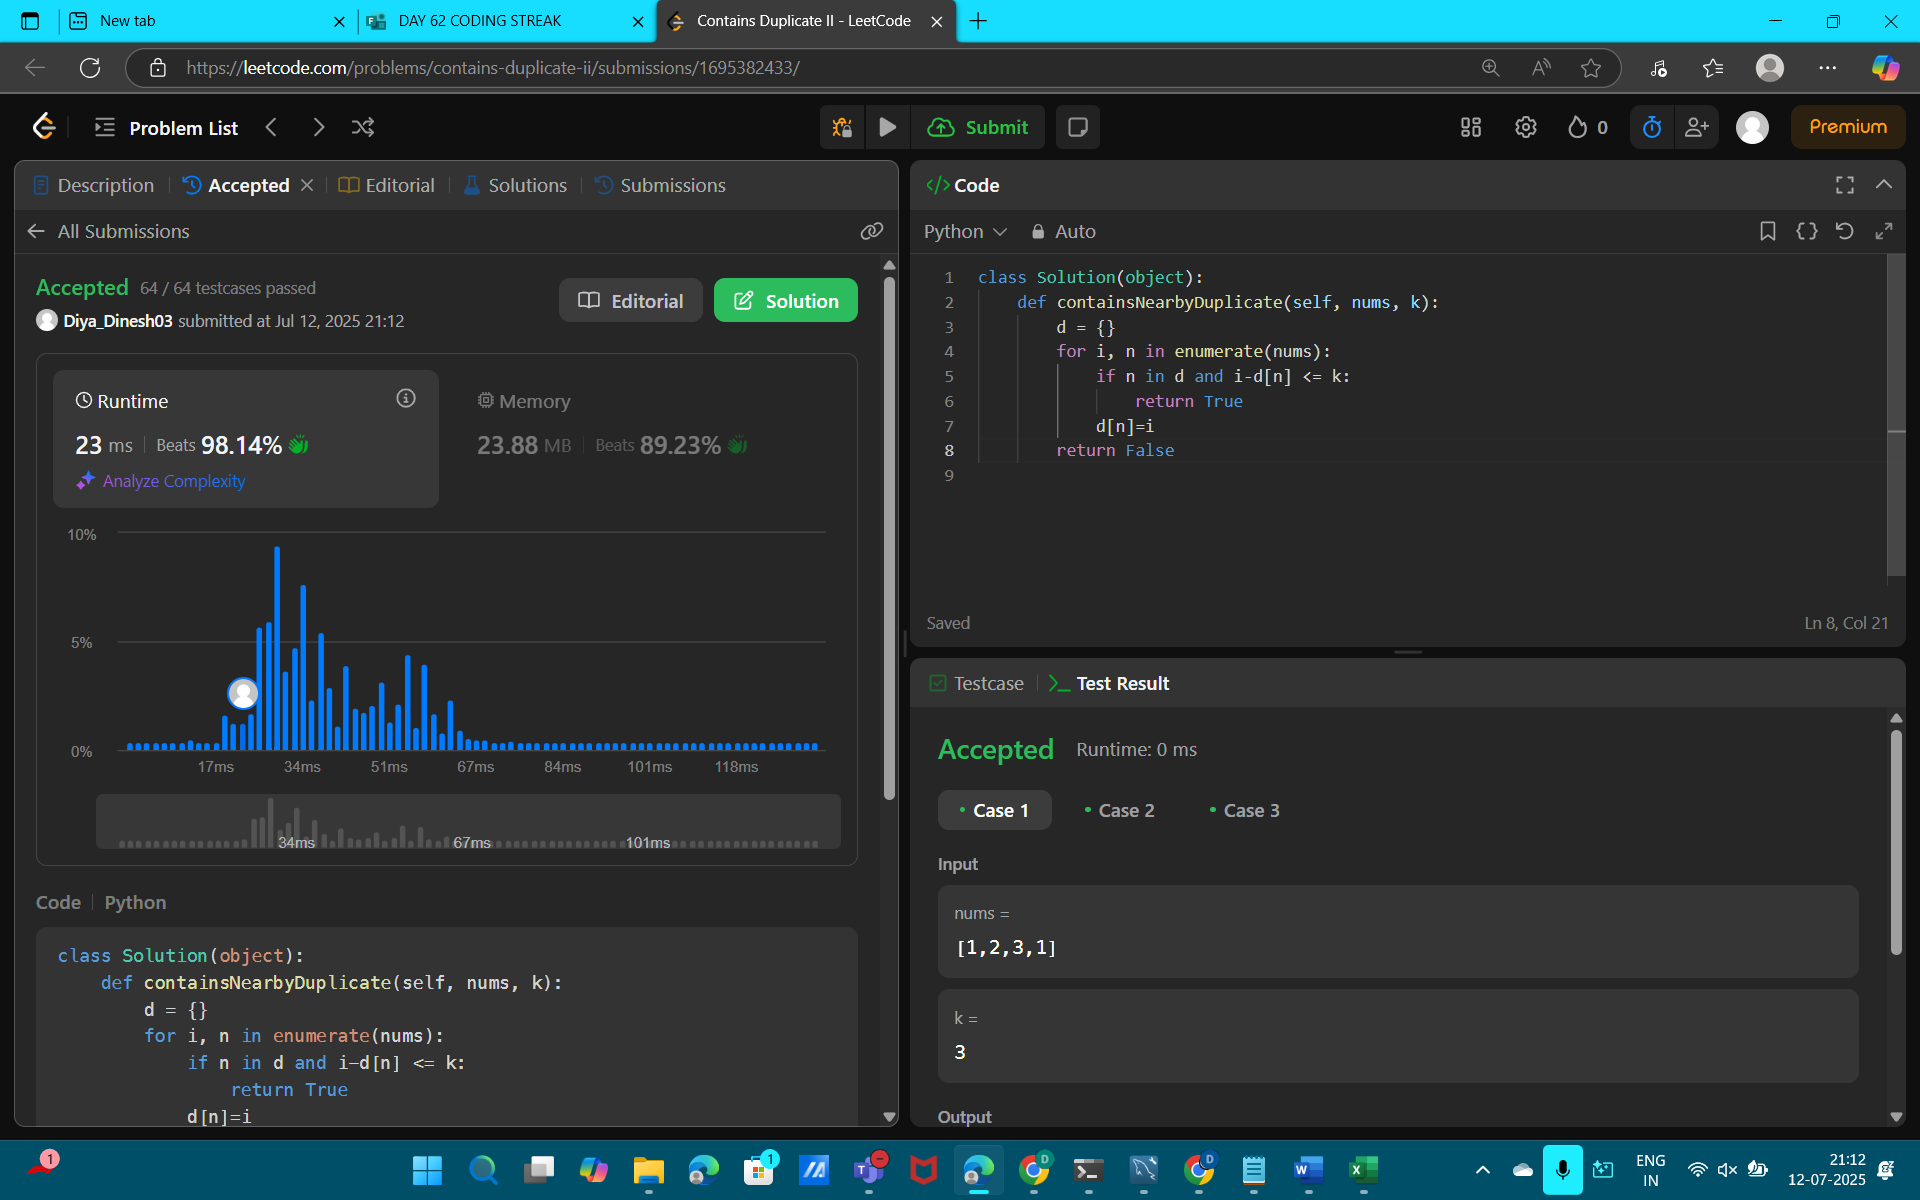 New tab
DAY 62 CODING STREAK
Contains Duplicate II - LeetCode
https://leetcode.com/problems/contains-duplicate-ii/submissions/1695382433/
Problem List
Submit
0
Premium
Description
Accepted
Editorial
Solutions
Submissions
All Submissions
Accepted 64 / 64 testcases passed
Diya_Dinesh03 submitted at Jul 12, 2025 21:12
Editorial
Solution
Runtime
23 ms Beats 98.14%
Analyze Complexity
Memory
23.88 MB Beats 89.23%
10%
5%
0%
17ms 34ms 51ms 67ms 84ms 101ms 118ms
34ms 67ms 101ms
Code Python
class Solution(object):
def containsNearbyDuplicate(self, nums, k):
d = {}
for i, n in enumerate(nums):
if n in d and i-d[n] <= k:
return True
d[n]=i
</> Code
Python Auto
1 class Solution(object):
2 def containsNearbyDuplicate(self, nums, k):
3 d = {}
4 for i, n in enumerate(nums):
5 if n in d and i-d[n] <= k:
6 return True
7 d[n]=i
8 return False
9
Saved
Ln 8, Col 21
Testcase
Test Result
Accepted Runtime: 0 ms
Case 1 Case 2 Case 3
Input
nums =
[1,2,3,1]
k =
3
Output
1
1
ENG
IN
21:12
12-07-2025